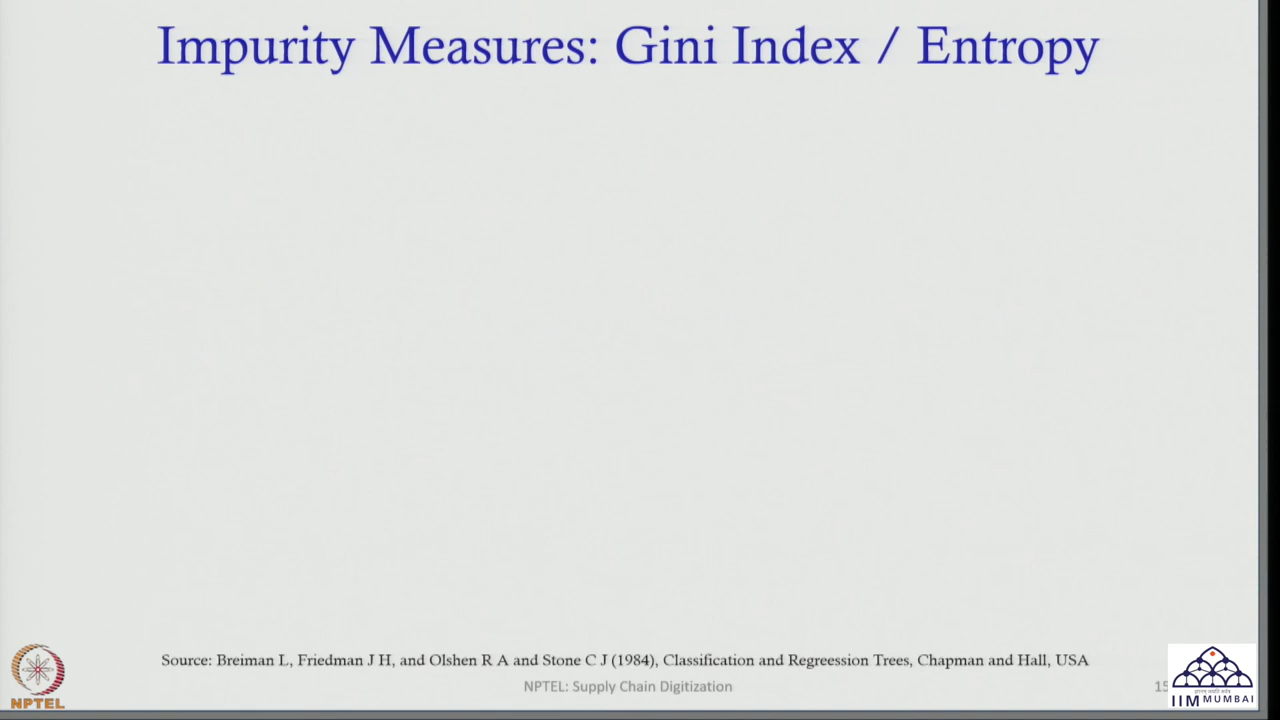 Impurity Measures: Gini Index / Entropy
Source: Breiman L, Friedman J H, and Olshen R A and Stone C J (1984), Classification and Regreession Trees, Chapman and Hall, USA
NPTEL: Supply Chain Digitization
15
NPTEL
IIM MUMBAI